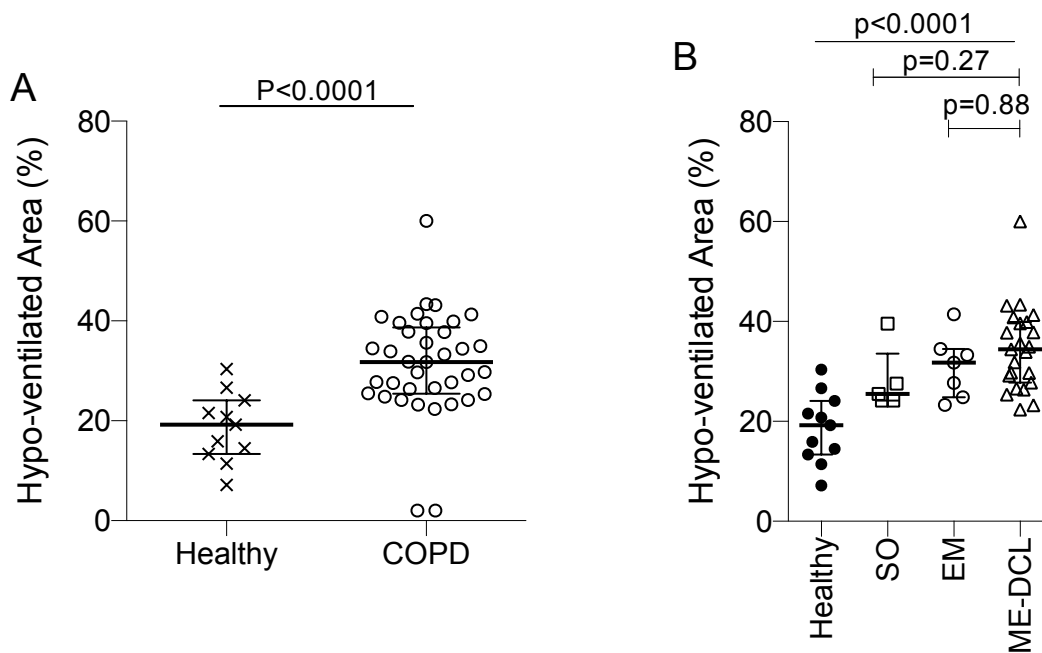 A
P<0.0001
80
60
40
20
0
Hypo-ventilated Area (%)
Healthy
COPD
B
p<0.0001
p=0.27
p=0.88
80
60
40
20
0
Hypo-ventilated Area (%)
Healthy
SO
EM
ME-DCL